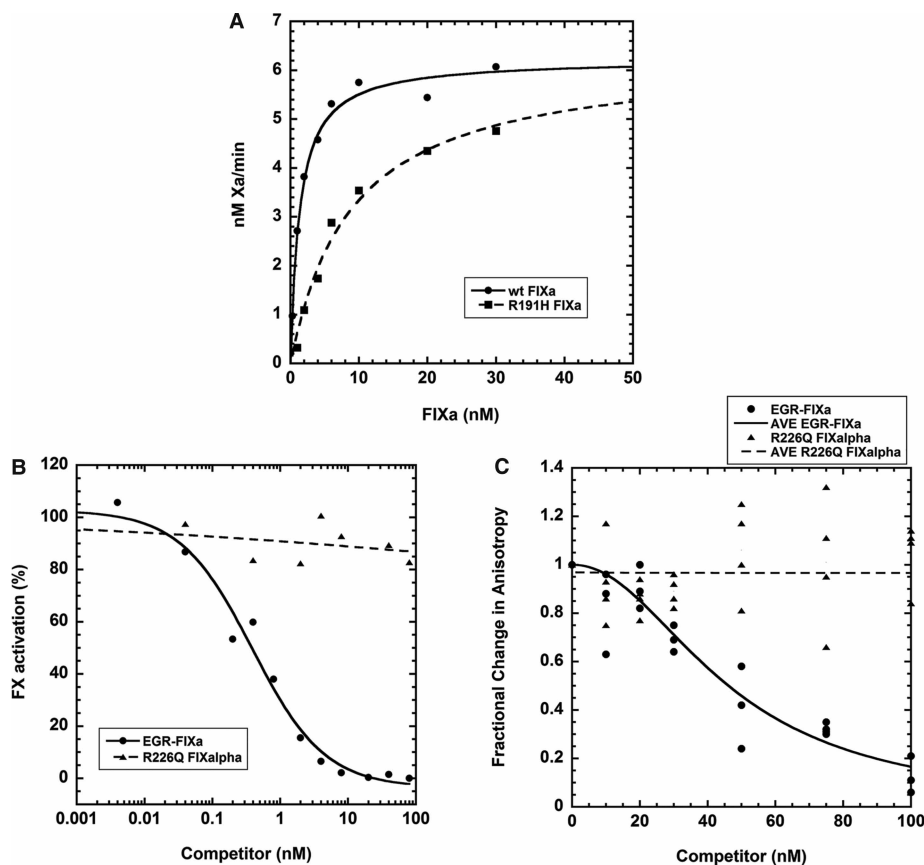 A
7
6
5
4
3
2
1
0
nM Xa/min
wt FIXa
R191H FIXa
0 10 20 30 40 50
FIXa (nM)
B
120
100
80
60
40
20
0
FX activation (%)
EGR-FIXa
R226Q FIXalpha
0.001 0.01 0.1 1 10 100
Competitor (nM)
EGR-FIXa
AVE EGR-FIXa
R226Q FIXalpha
AVE R226Q FIXalpha
C
1.4
1.2
1
0.8
0.6
0.4
0.2
0
Fractional Change in Anisotropy
0 20 40 60 80 100
Competitor (nM)